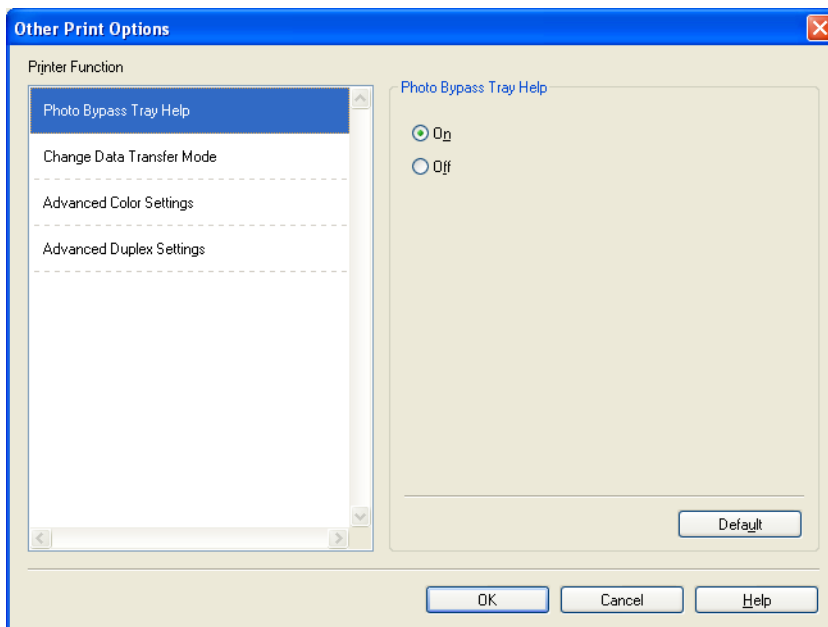 Other Print Options
Printer Function
Photo Bypass Tray Help
Change Data Transfer Mode
Advanced Color Settings
Advanced Duplex Settings
Photo Bypass Tray Help
On
Off
Default
OK
Cancel
Help